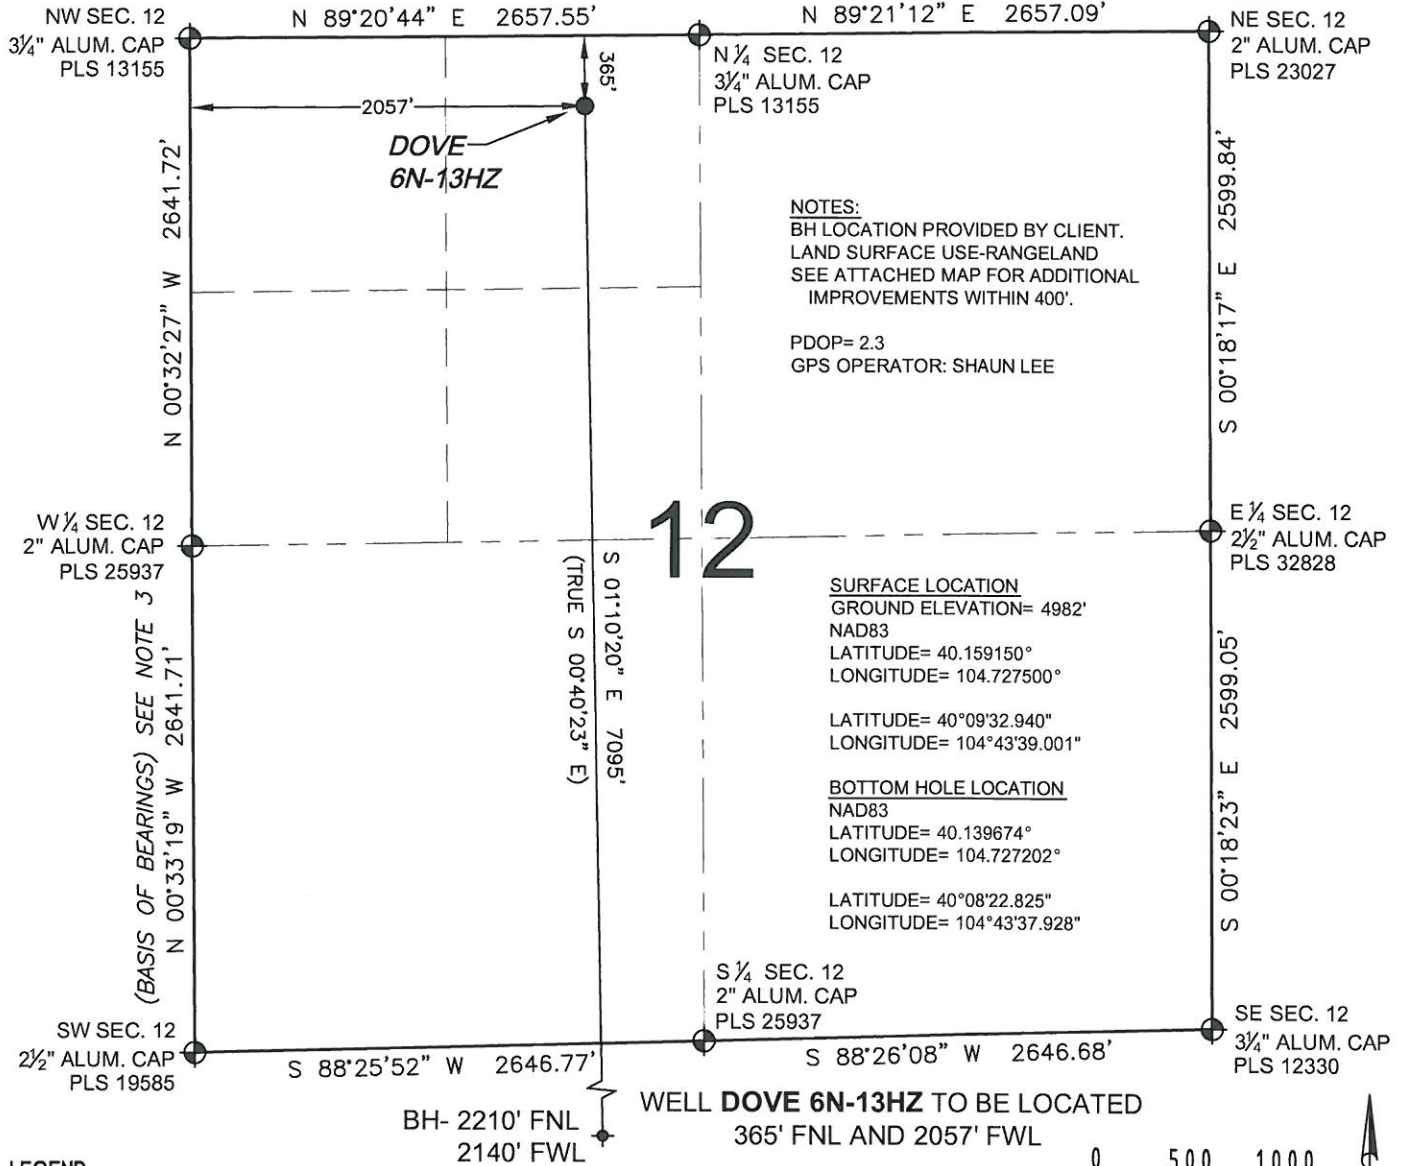 NW SEC. 12
3¼" ALUM. CAP
PLS 13155
N 89°20'44" E 2657.55'
N 89°21'12" E 2657.09'
NE SEC. 12
2" ALUM. CAP
PLS 23027
365'
N ¼ SEC. 12
3¼" ALUM. CAP
PLS 13155
2057'
DOVE
6N-13HZ
N 00°32'27" W 2641.72'
S 00°18'17" E 2599.84'
NOTES:
BH LOCATION PROVIDED BY CLIENT.
LAND SURFACE USE-RANGELAND
SEE ATTACHED MAP FOR ADDITIONAL
IMPROVEMENTS WITHIN 400'.
PDOP= 2.3
GPS OPERATOR: SHAUN LEE
W ¼ SEC. 12
2" ALUM. CAP
PLS 25937
12
E ¼ SEC. 12
2½" ALUM. CAP
PLS 32828
S 01°10'20" E 7095'
(TRUE S 00°40'23" E)
SURFACE LOCATION
GROUND ELEVATION= 4982'
NAD83
LATITUDE= 40.159150°
LONGITUDE= 104.727500°
LATITUDE= 40°09'32.940"
LONGITUDE= 104°43'39.001"
BOTTOM HOLE LOCATION
NAD83
LATITUDE= 40.139674°
LONGITUDE= 104.727202°
LATITUDE= 40°08'22.825"
LONGITUDE= 104°43'37.928"
(BASIS OF BEARINGS) SEE NOTE 3
N 00°33'19" W 2641.71'
S 00°18'23" E 2599.05'
S ¼ SEC. 12
2" ALUM. CAP
PLS 25937
SW SEC. 12
2½" ALUM. CAP
PLS 19585
SE SEC. 12
3¼" ALUM. CAP
PLS 12330
S 88°25'52" W 2646.77'
S 88°26'08" W 2646.68'
BH- 2210' FNL
2140' FWL
WELL DOVE 6N-13HZ TO BE LOCATED
365' FNL AND 2057' FWL
0 500 1000
LEGEND